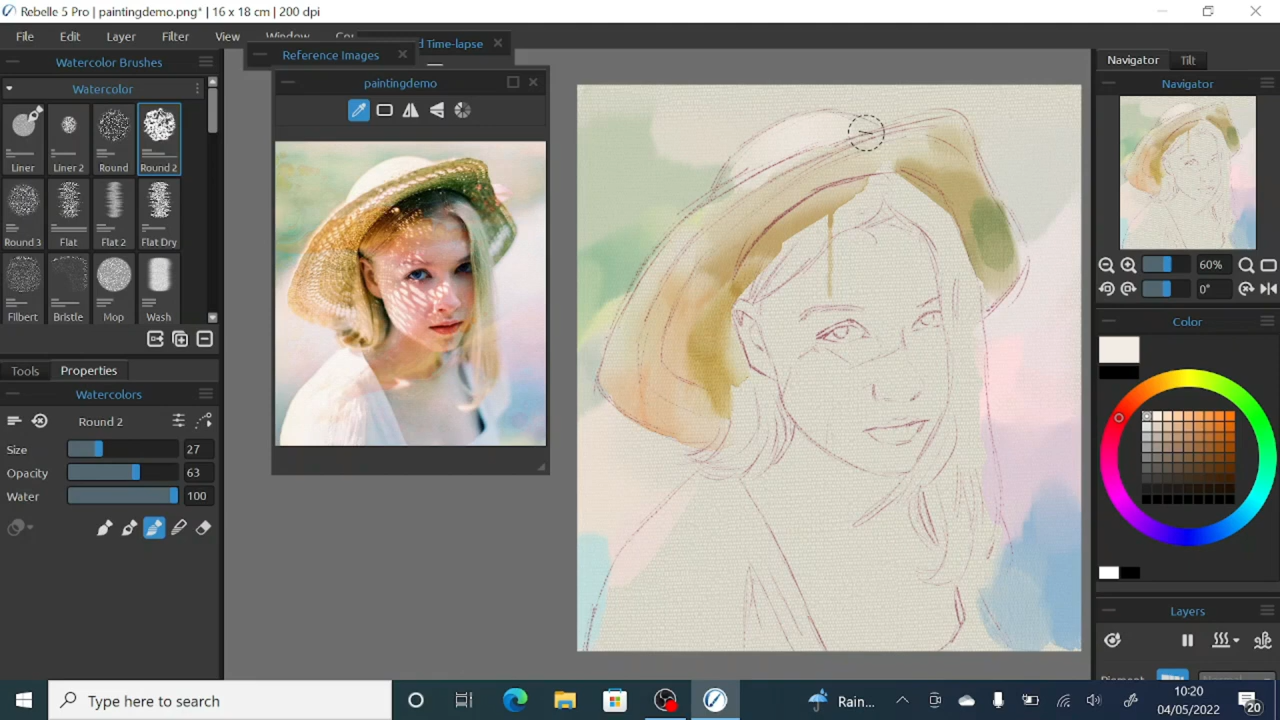 Rebelle 5 Pro | paintingdemo.png* | 16 x 18 cm | 200 dpi
File Edit Layer Filter View Window
Reference Images
d Time-lapse
Watercolor Brushes
Watercolor
Liner Liner 2 Round Round 2
Round 3 Flat Flat 2 Flat Dry
Filbert Bristle Mop Wash
Tools Properties
Watercolors
Round 2
Size 27
Opacity 63
Water 100
paintingdemo
Navigator Tilt
Navigator
60%
0°
Color
Layers
Type here to search
Rain...
10:20
04/05/2022
20